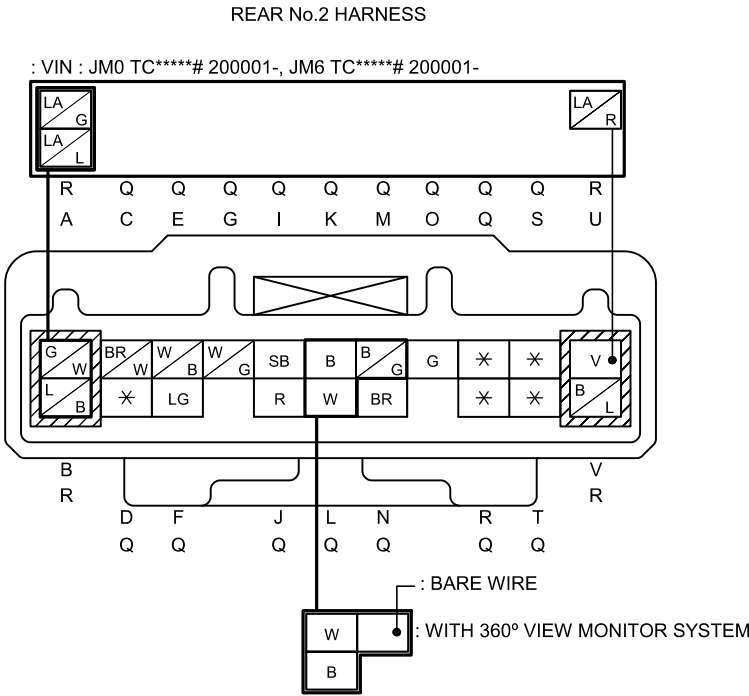 REAR No.2 HARNESS
: VIN : JM0 TC*****# 200001-, JM6 TC*****# 200001-
LA G LA R
LA L
R Q Q Q Q Q Q Q Q Q R
A C E G I K M O Q S U
G W BR W W B W G SB B B G G * * V
L B * LG R W BR * * B L
B V
R R
D F J L N R T
Q Q Q Q Q Q Q
: BARE WIRE
W : WITH 360º VIEW MONITOR SYSTEM
B